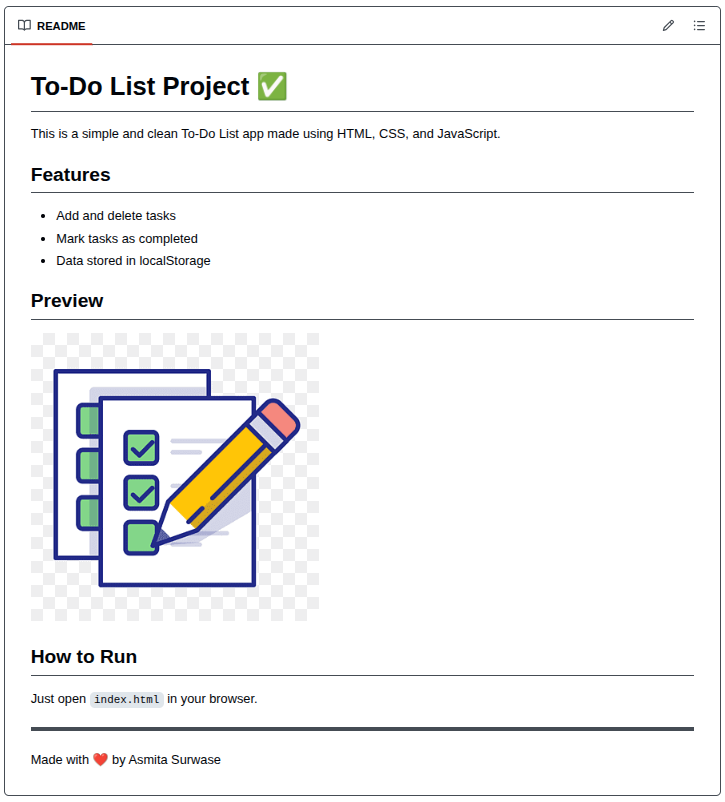 README
To-Do List Project ✅
This is a simple and clean To-Do List app made using HTML, CSS, and JavaScript.
Features
• Add and delete tasks
• Mark tasks as completed
• Data stored in localStorage
Preview
How to Run
Just open index.html in your browser.
Made with ❤️ by Asmita Surwase